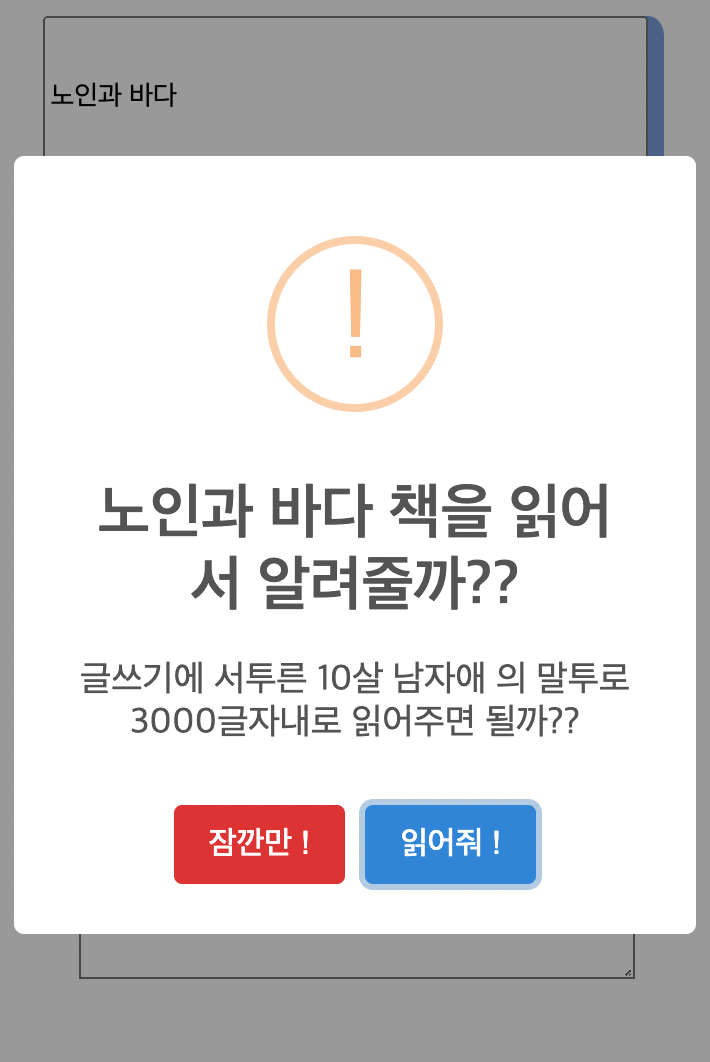 노인과 바다
!
노인과 바다 책을 읽어
서 알려줄까??
글쓰기에 서투른 10살 남자애 의 말투로
3000글자내로 읽어주면 될까??
잠깐만 !
읽어줘 !